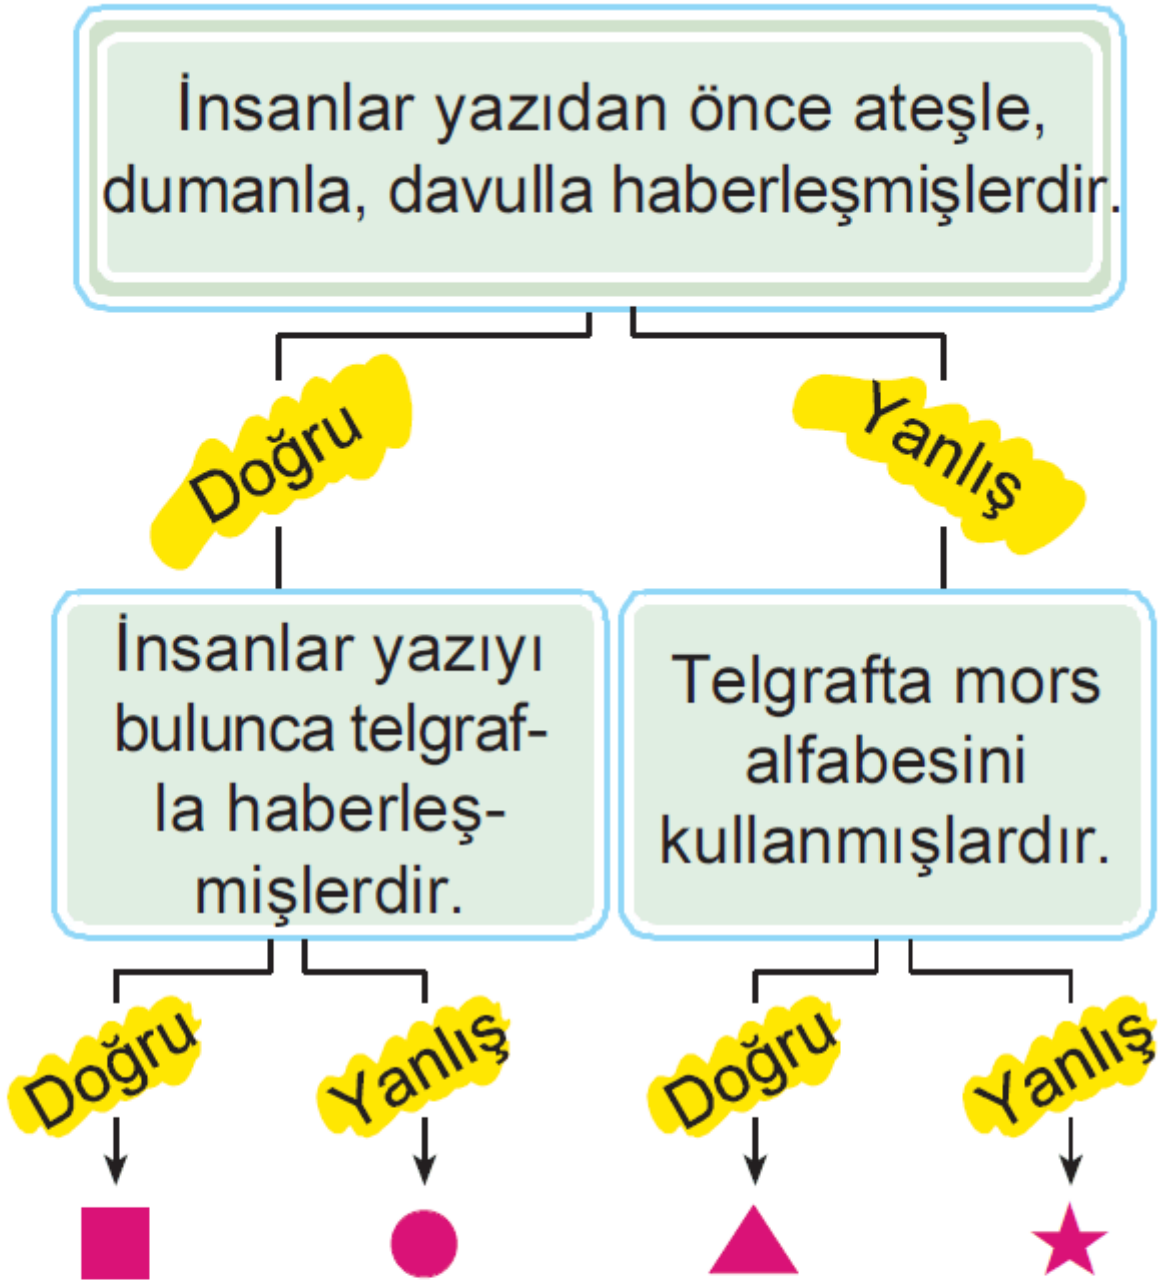 İnsanlar yazıdan önce ateşle,
dumanla, davulla haberleşmişlerdir.
Doğru
Yanlış
İnsanlar yazıyı
bulunca telgraf-
la haberleş-
mişlerdir.
Telgrafta mors
alfabesini
kullanmışlardır.
Doğru
Yanlış
Doğru
Yanlış